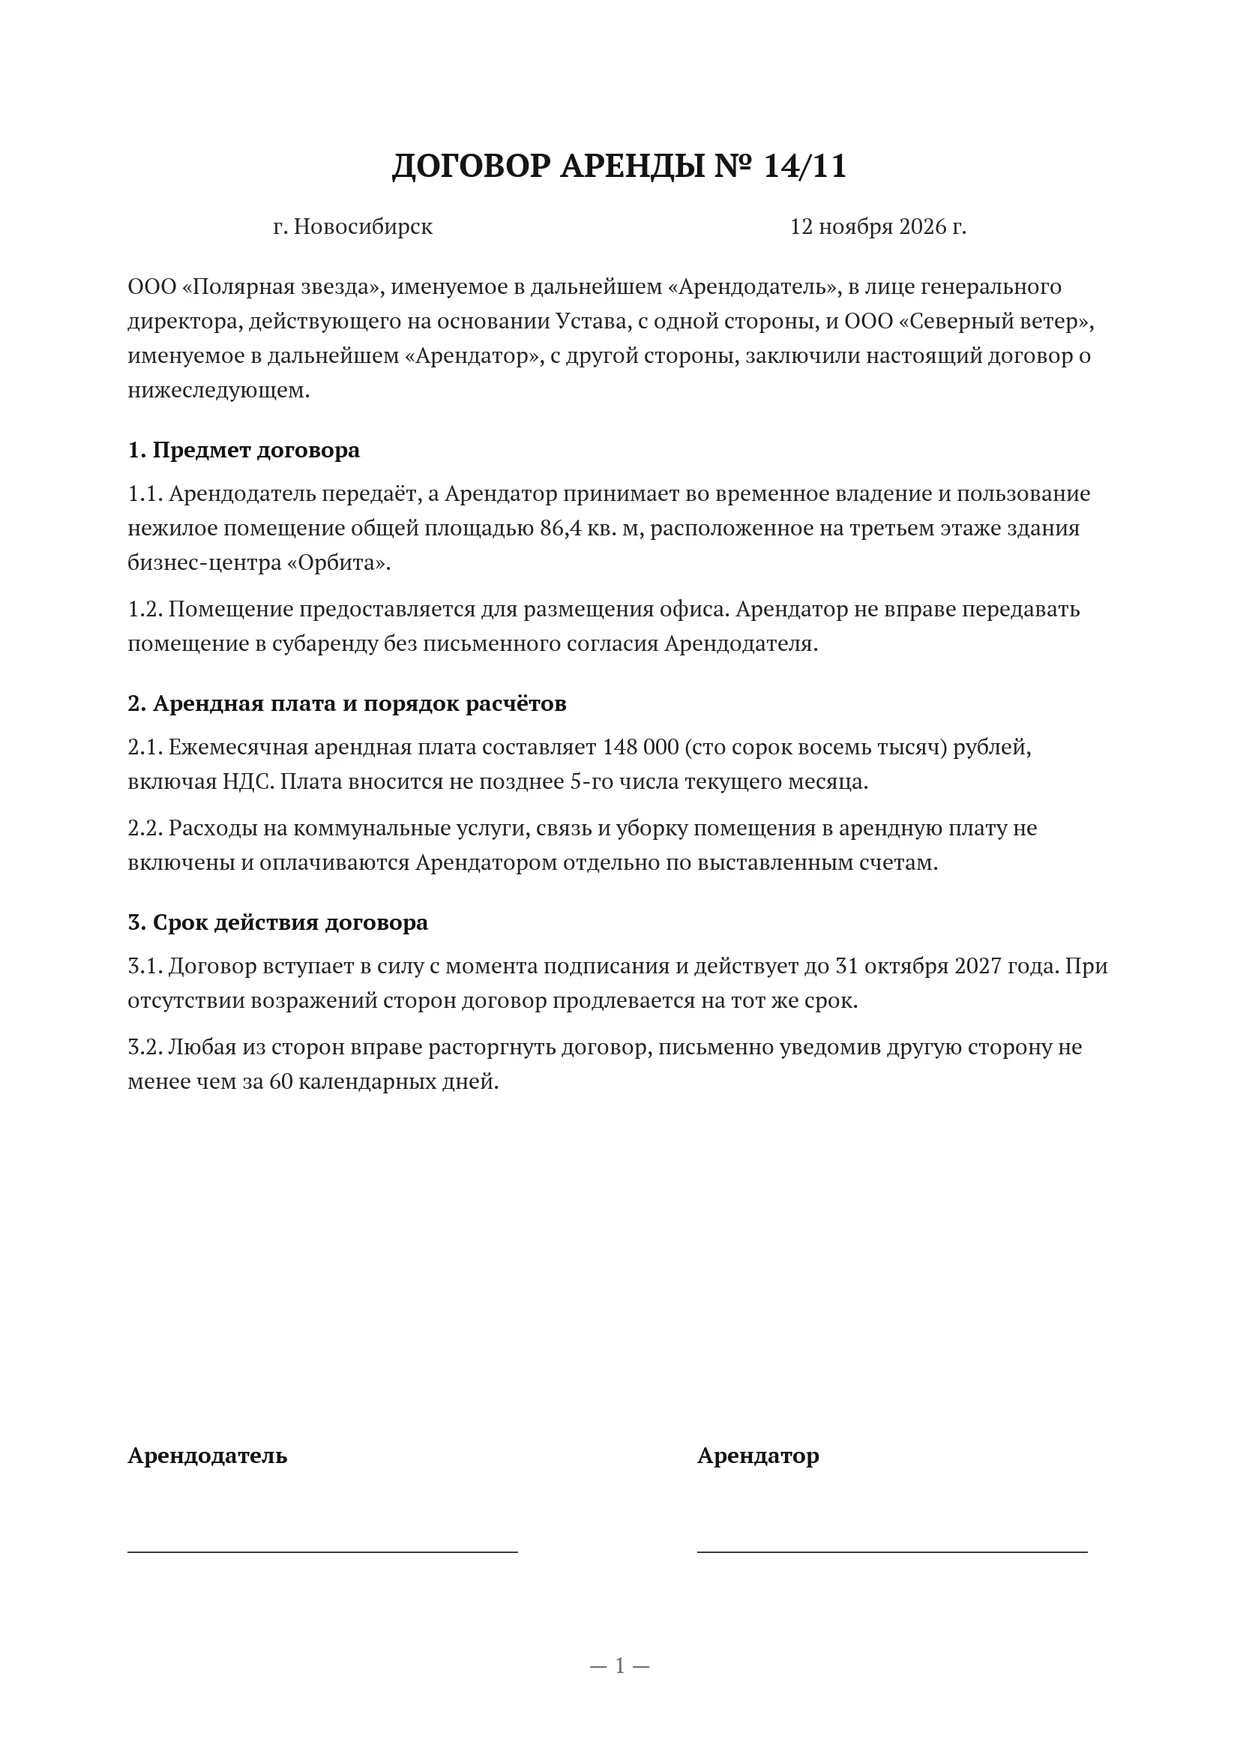 ДОГОВОР АРЕНДЫ № 14/11
г. Новосибирск 12 ноября 2026 г.
ООО «Полярная звезда», именуемое в дальнейшем «Арендодатель», в лице генерального
директора, действующего на основании Устава, с одной стороны, и ООО «Северный ветер»,
именуемое в дальнейшем «Арендатор», с другой стороны, заключили настоящий договор о
нижеследующем.
1. Предмет договора
1.1. Арендодатель передаёт, а Арендатор принимает во временное владение и пользование
нежилое помещение общей площадью 86,4 кв. м, расположенное на третьем этаже здания
бизнес-центра «Орбита».
1.2. Помещение предоставляется для размещения офиса. Арендатор не вправе передавать
помещение в субаренду без письменного согласия Арендодателя.
2. Арендная плата и порядок расчётов
2.1. Ежемесячная арендная плата составляет 148 000 (сто сорок восемь тысяч) рублей,
включая НДС. Плата вносится не позднее 5-го числа текущего месяца.
2.2. Расходы на коммунальные услуги, связь и уборку помещения в арендную плату не
включены и оплачиваются Арендатором отдельно по выставленным счетам.
3. Срок действия договора
3.1. Договор вступает в силу с момента подписания и действует до 31 октября 2027 года. При
отсутствии возражений сторон договор продлевается на тот же срок.
3.2. Любая из сторон вправе расторгнуть договор, письменно уведомив другую сторону не
менее чем за 60 календарных дней.
Арендодатель Арендатор
— 1 —